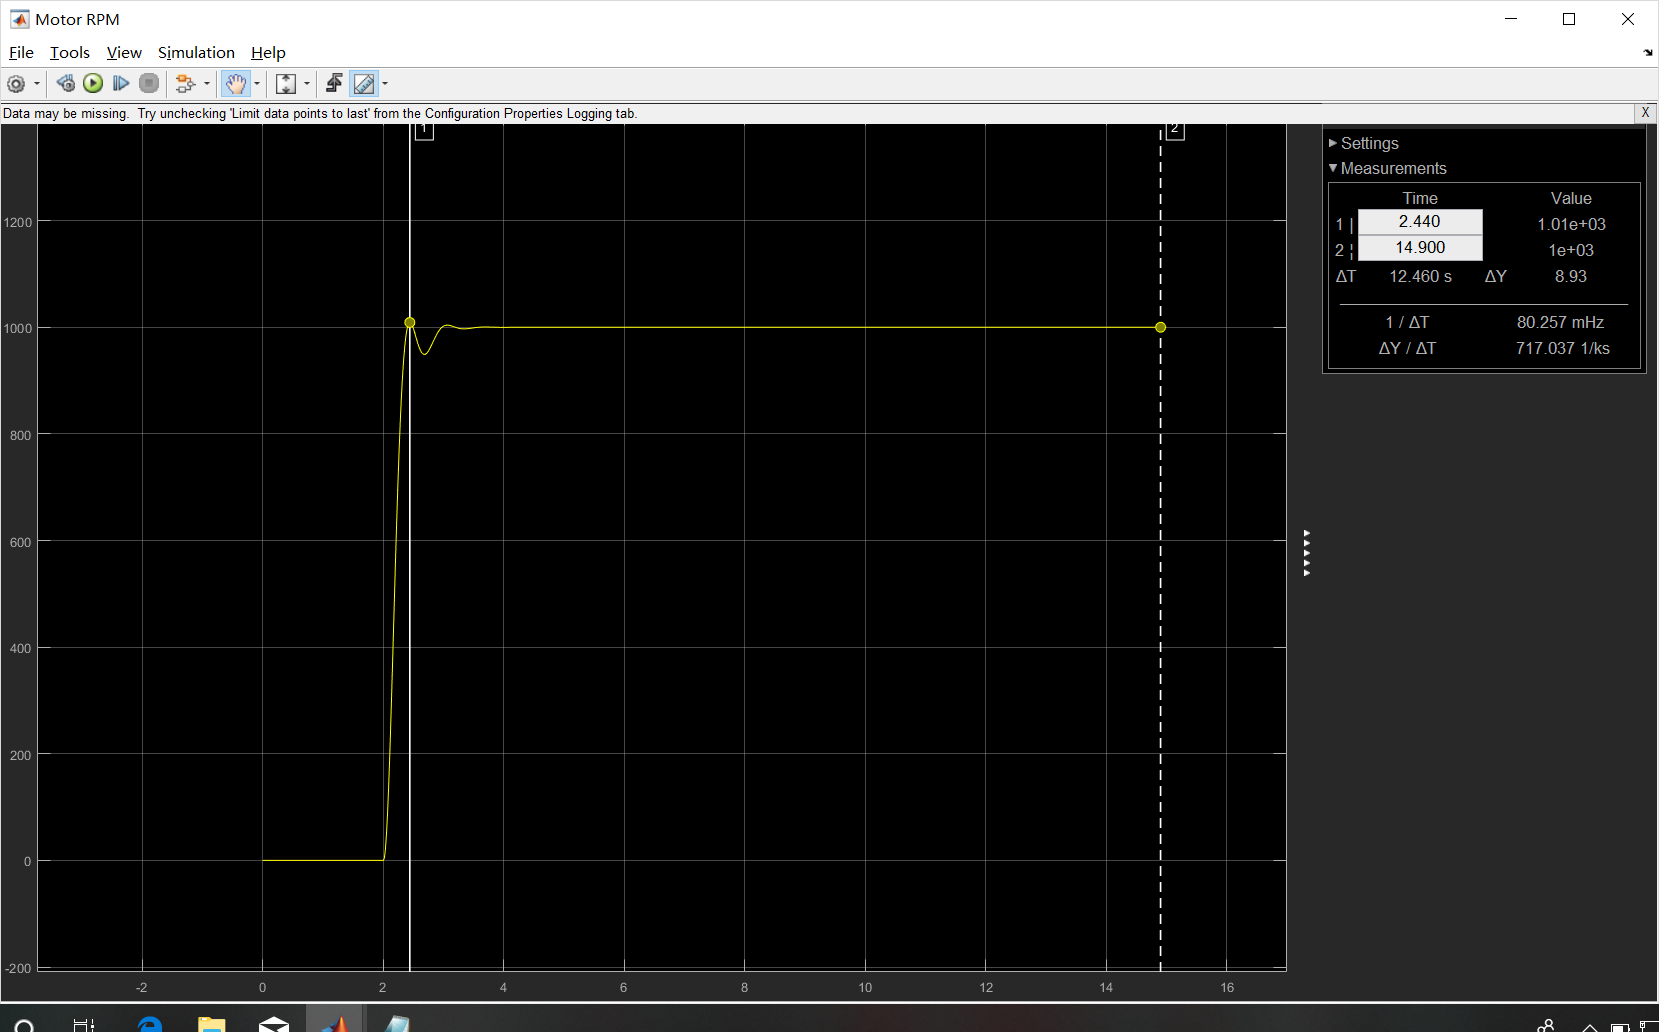 Motor RPM
File Tools View Simulation Help
Data may be missing. Try unchecking 'Limit data points to last' from the Configuration Properties Logging tab. X
1 2
1200
1000
800
600
400
200
0
-200
-2 0 2 4 6 8 10 12 14 16
Settings
Measurements
Time Value
1 | 2.440 1.01e+03
2 ¦ 14.900 1e+03
ΔT 12.460 s ΔY 8.93
1 / ΔT 80.257 mHz
ΔY / ΔT 717.037 1/ks